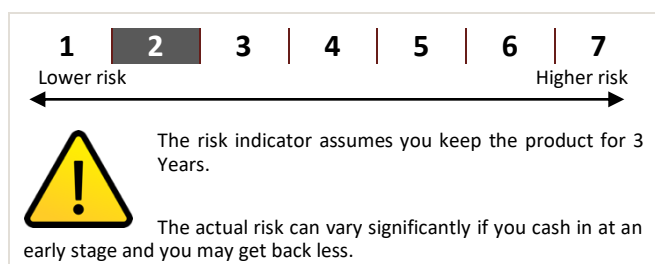 1 2 3 4 5 6 7
Lower risk Higher risk
The risk indicator assumes you keep the product for 3
Years.
The actual risk can vary significantly if you cash in at an
early stage and you may get back less.